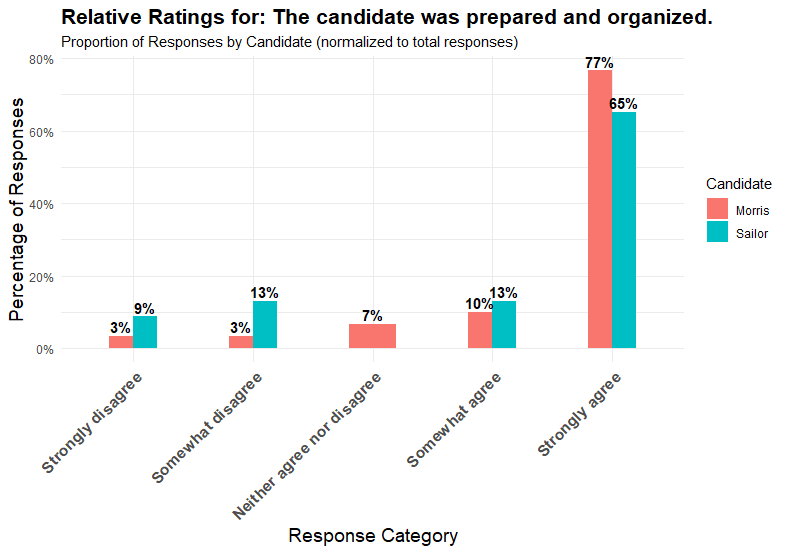 Relative Ratings for: The candidate was prepared and organized.
Proportion of Responses by Candidate (normalized to total responses)
Percentage of Responses
80%
60%
40%
20%
0%
3%
9%
3%
13%
7%
10%
13%
77%
65%
Strongly disagree
Somewhat disagree
Neither agree nor disagree
Somewhat agree
Strongly agree
Response Category
Candidate
Morris
Sailor